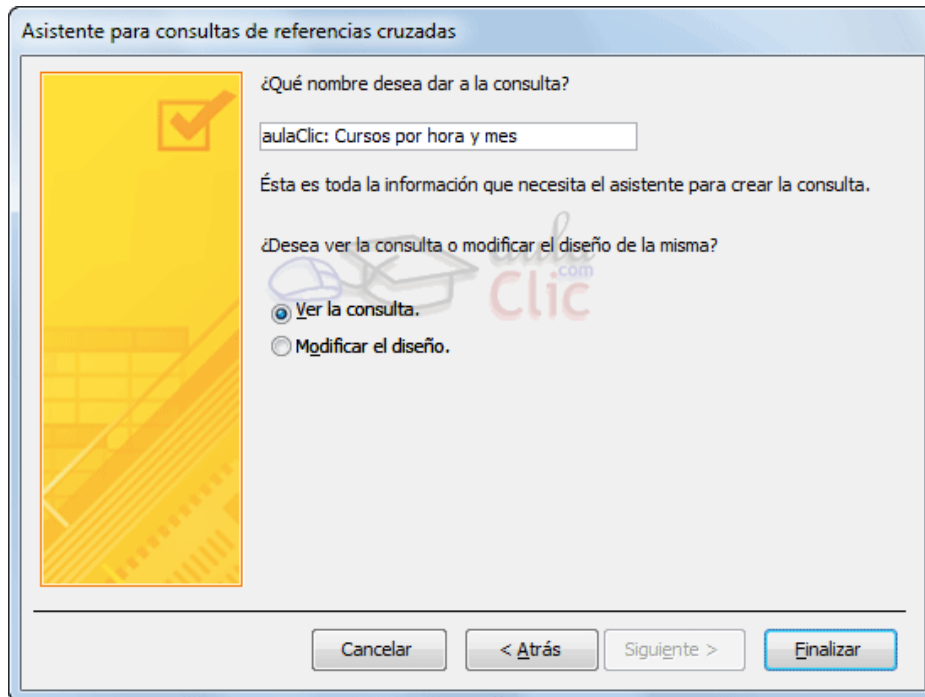 Asistente para consultas de referencias cruzadas
¿Qué nombre desea dar a la consulta?
aulaClic: Cursos por hora y mes
Ésta es toda la información que necesita el asistente para crear la consulta.
¿Desea ver la consulta o modificar el diseño de la misma?
aula
.com
Clic
Ver la consulta.
Modificar el diseño.
Cancelar
< Atrás
Siguiente >
Finalizar